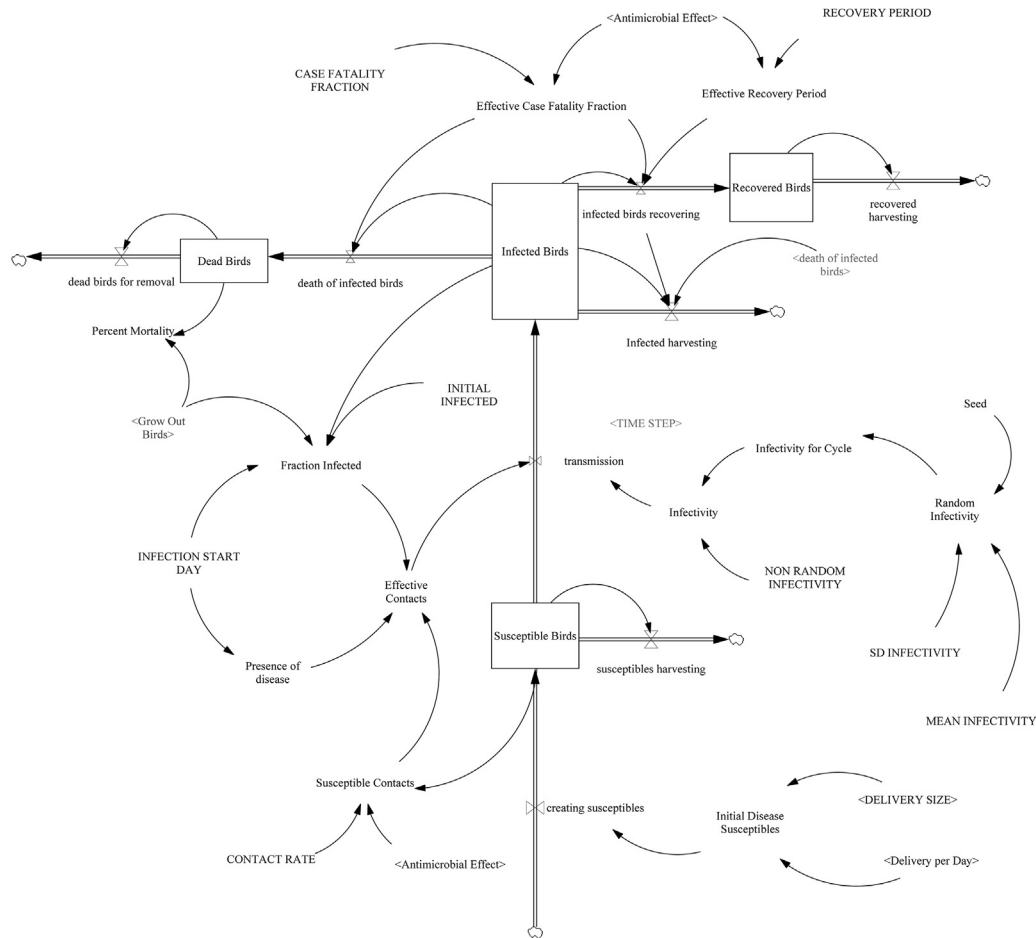 RECOVERY PERIOD
<Antimicrobial Effect>
CASE FATALITY
FRACTION
Effective Case Fatality Fraction
Effective Recovery Period
Recovered Birds
recovered
harvesting
infected birds recovering
Infected Birds
<death of infected
birds>
Dead Birds
dead birds for removal
death of infected birds
Percent Mortality
Infected harvesting
INITIAL
INFECTED
<Grow Out
Birds>
<TIME STEP>
Seed
Fraction Infected
transmission
Infectivity for Cycle
Infectivity
Random
Infectivity
INFECTION START
DAY
Effective
Contacts
NON RANDOM
INFECTIVITY
Susceptible Birds
susceptibles harvesting
SD INFECTIVITY
Presence of
disease
MEAN INFECTIVITY
Susceptible Contacts
creating susceptibles
Initial Disease
Susceptibles
<DELIVERY SIZE>
CONTACT RATE
<Antimicrobial Effect>
<Delivery per Day>